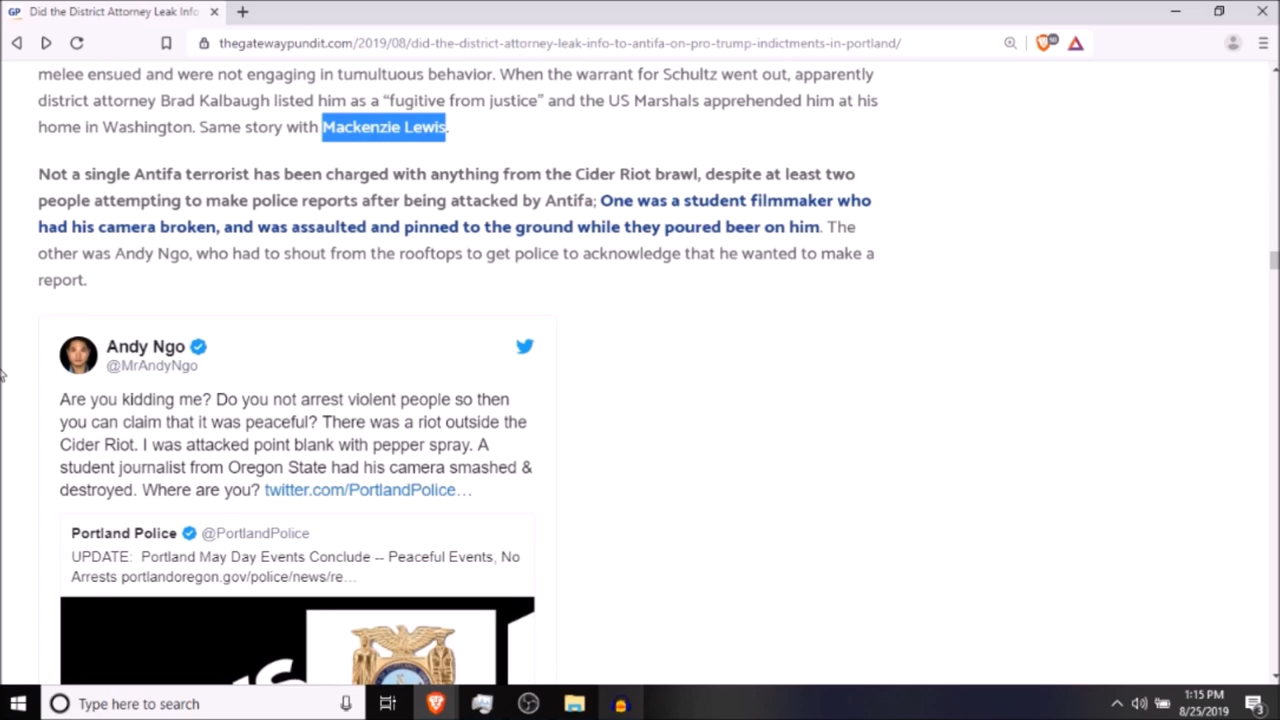 GP Did the District Attorney Leak Info
thegatewaypundit.com/2019/08/did-the-district-attorney-leak-info-to-antifa-on-pro-trump-indictments-in-portland/
melee ensued and were not engaging in tumultuous behavior. When the warrant for Schultz went out, apparently
district attorney Brad Kalbaugh listed him as a “fugitive from justice” and the US Marshals apprehended him at his
home in Washington. Same story with Mackenzie Lewis.
Not a single Antifa terrorist has been charged with anything from the Cider Riot brawl, despite at least two
people attempting to make police reports after being attacked by Antifa; One was a student filmmaker who
had his camera broken, and was assaulted and pinned to the ground while they poured beer on him. The
other was Andy Ngo, who had to shout from the rooftops to get police to acknowledge that he wanted to make a
report.
Andy Ngo
@MrAndyNgo
Are you kidding me? Do you not arrest violent people so then
you can claim that it was peaceful? There was a riot outside the
Cider Riot. I was attacked point blank with pepper spray. A
student journalist from Oregon State had his camera smashed &
destroyed. Where are you? twitter.com/PortlandPolice…
Portland Police @PortlandPolice
UPDATE: Portland May Day Events Conclude -- Peaceful Events, No
Arrests portlandoregon.gov/police/news/re…
Type here to search
1:15 PM
8/25/2019
3